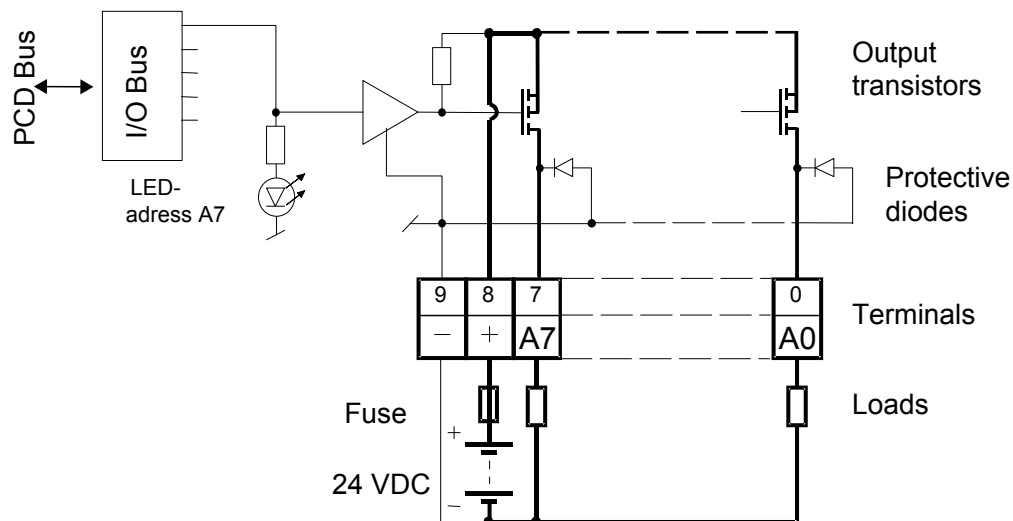 PCD Bus
I/O Bus
LED-
adress A7
Output
transistors
Protective
diodes
9 8 7 0
− + A7 A0
Terminals
Fuse
Loads
+
24 VDC
−